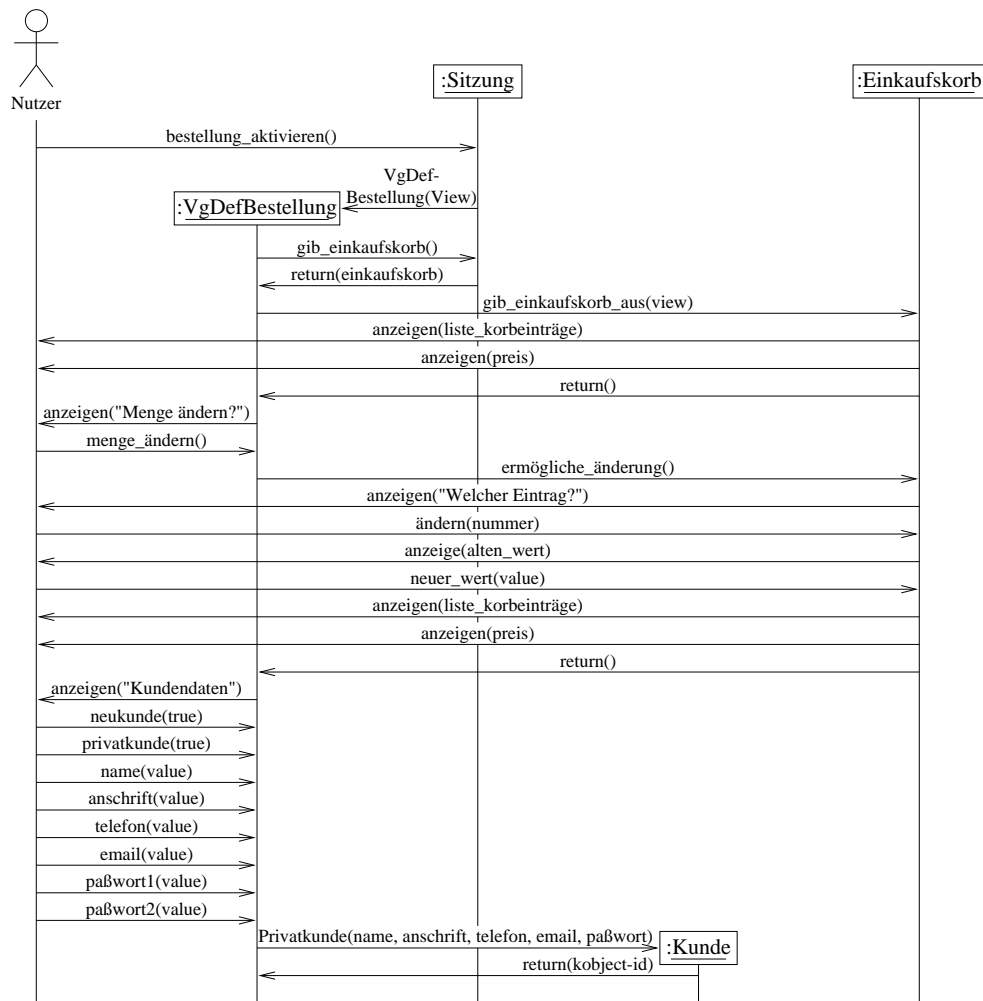 :Sitzung
:Einkaufskorb
Nutzer
bestellung_aktivieren()
VgDef-
Bestellung(View)
:VgDefBestellung
gib_einkaufskorb()
return(einkaufskorb)
gib_einkaufskorb_aus(view)
anzeigen(liste_korbeinträge)
anzeigen(preis)
return()
anzeigen("Menge ändern?")
menge_ändern()
ermögliche_änderung()
anzeigen("Welcher Eintrag?")
ändern(nummer)
anzeige(alten_wert)
neuer_wert(value)
anzeigen(liste_korbeinträge)
anzeigen(preis)
return()
anzeigen("Kundendaten")
neukunde(true)
privatkunde(true)
name(value)
anschrift(value)
telefon(value)
email(value)
paßwort1(value)
paßwort2(value)
Privatkunde(name, anschrift, telefon, email, paßwort)
:Kunde
return(kobject-id)